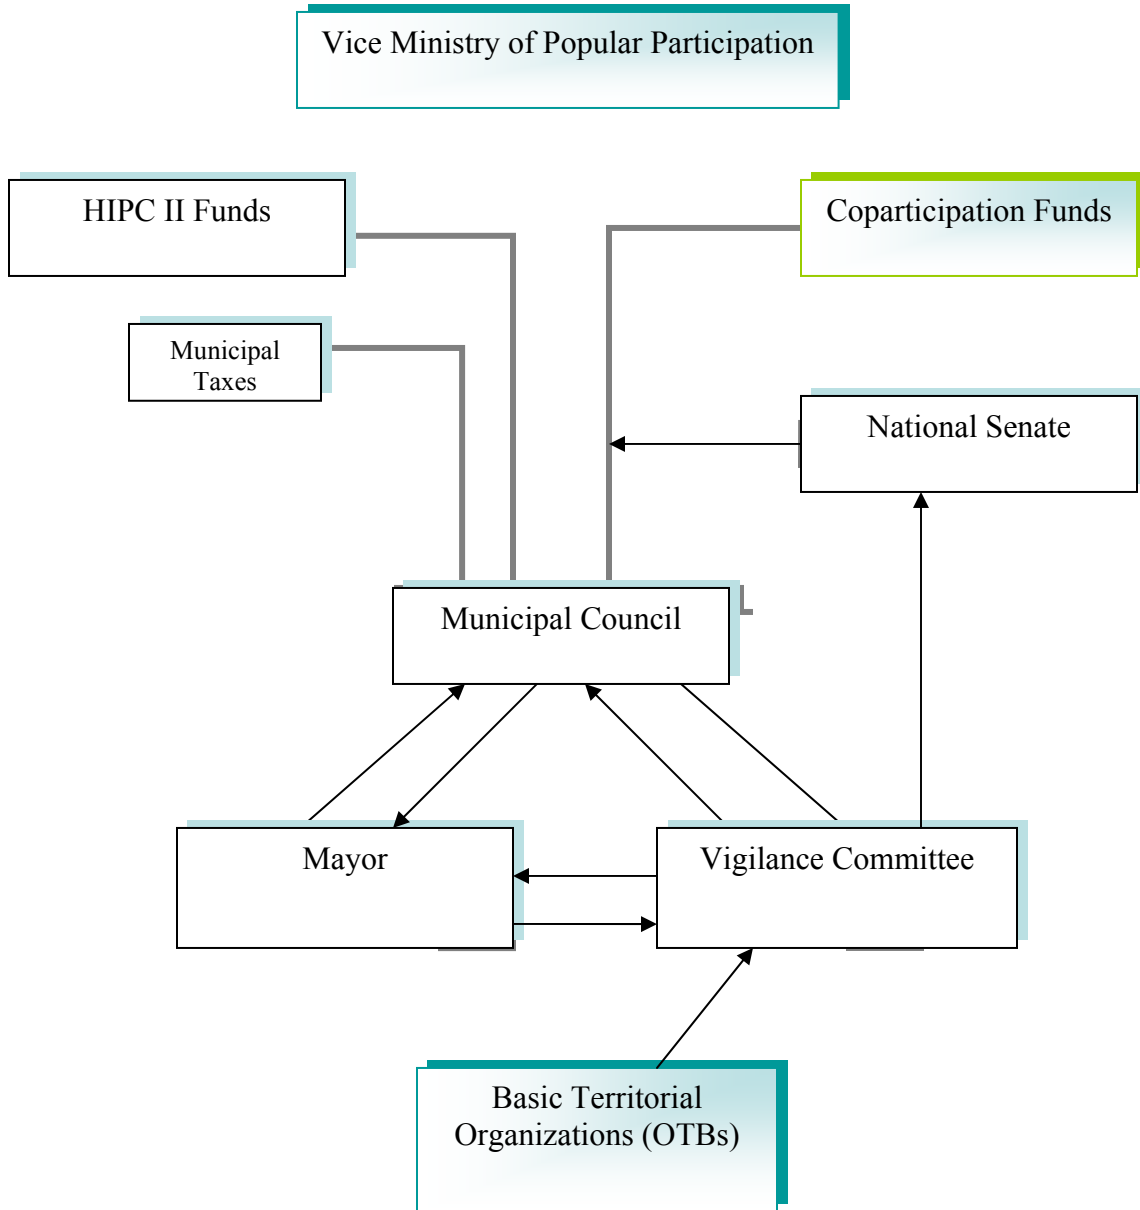 Vice Ministry of Popular Participation
HIPC II Funds
Coparticipation Funds
Municipal
Taxes
National Senate
Municipal Council
Mayor
Vigilance Committee
Basic Territorial
Organizations (OTBs)